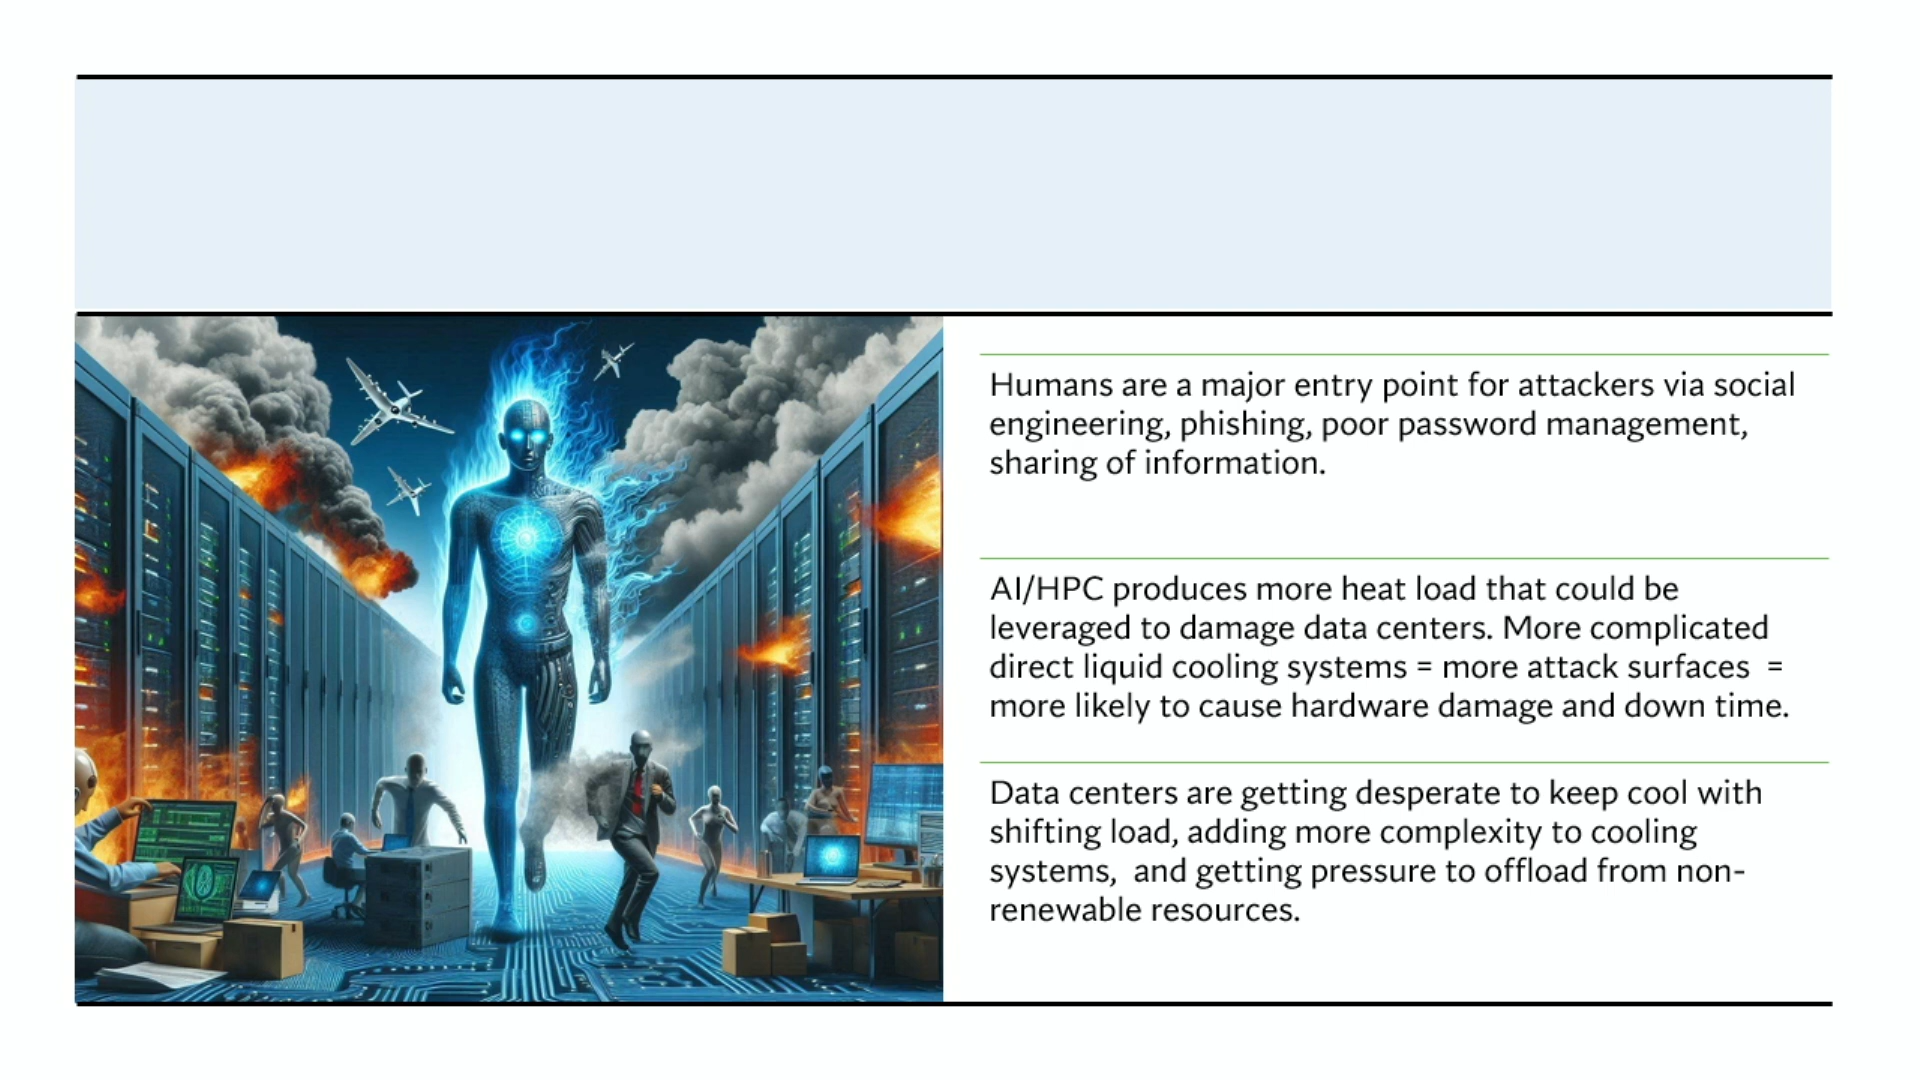 Humans are a major entry point for attackers via social
engineering, phishing, poor password management,
sharing of information.
AI/HPC produces more heat load that could be
leveraged to damage data centers. More complicated
direct liquid cooling systems = more attack surfaces  =
more likely to cause hardware damage and down time.
Data centers are getting desperate to keep cool with
shifting load, adding more complexity to cooling
systems,  and getting pressure to offload from non-
renewable resources.